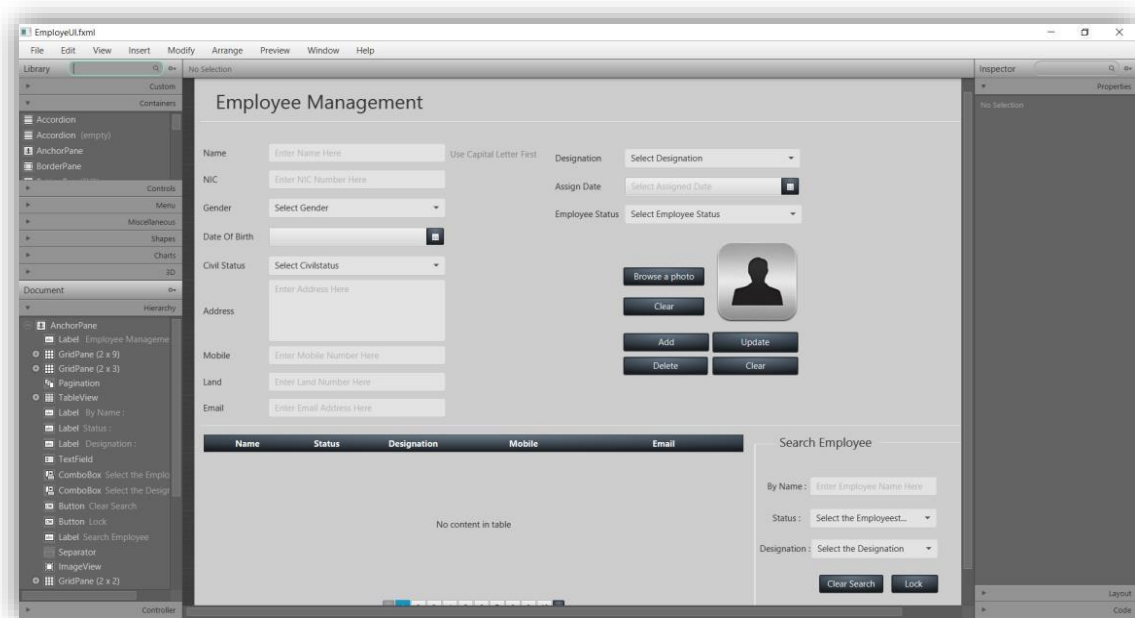 EmployeUI.fxml
File Edit View Insert Modify Arrange Preview Window Help
Library
No Selection
Inspector
Custom
Properties
Containers
No Selection
Accordion
Accordion (empty)
AnchorPane
BorderPane
Controls
Menu
Miscellaneous
Shapes
Charts
3D
Document
Hierarchy
AnchorPane
Label Employee Manageme
GridPane (2 x 9)
GridPane (2 x 3)
Pagination
TableView
Label By Name :
Label Status :
Label Designation :
TextField
ComboBox Select the Emplo
ComboBox Select the Desig
Button Clear Search
Button Lock
Label Search Employee
Separator
ImageView
GridPane (2 x 2)
Controller
Employee Management
Name Enter Name Here Use Capital Letter First
NIC Enter NIC Number Here
Gender Select Gender
Date Of Birth
Civil Status Select Civilstatus
Address Enter Address Here
Mobile Enter Mobile Number Here
Land Enter Land Number Here
Email Enter Email Address Here
Designation Select Designation
Assign Date Select Assigned Date
Employee Status Select Employee Status
Browse a photo
Clear
Add Update
Delete Clear
Name Status Designation Mobile Email
No content in table
Search Employee
By Name : Enter Employee Name Here
Status : Select the Employeest...
Designation : Select the Designation
Clear Search Lock
Layout
Code